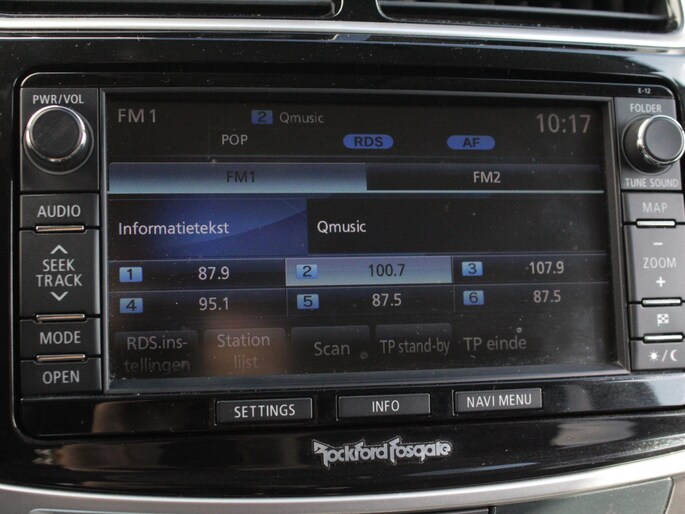 E-12
PWR/VOL
FOLDER
FM1 2 Qmusic 10:17
POP RDS AF
TUNE SOUND
FM1 FM2
AUDIO
MAP
Informatietekst Qmusic
SEEK
TRACK
ZOOM
1 87.9 2 100.7 3 107.9
4 95.1 5 87.5 6 87.5
MODE
RDS.ins-
tellingen
Station
lijst
Scan
TP stand-by
TP einde
OPEN
SETTINGS INFO NAVI MENU
Rockford Fosgate